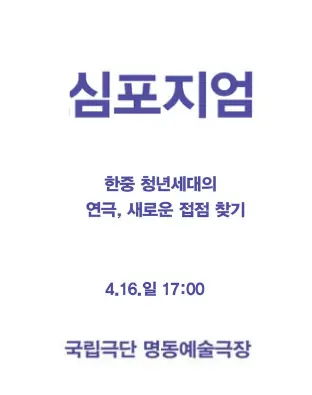 심포지엄
한중 청년세대의
연극, 새로운 접점 찾기
4.16.일 17:00
국립극단 명동예술극장